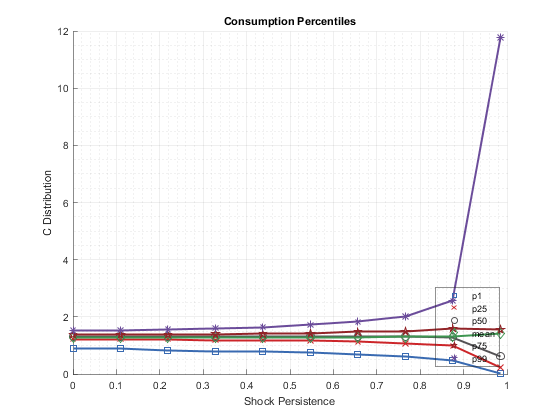 Consumption Percentiles
12
10
8
6
4
2
0
C Distribution
p1
p25
p50
mean
p75
p99
0 0.1 0.2 0.3 0.4 0.5 0.6 0.7 0.8 0.9 1
Shock Persistence